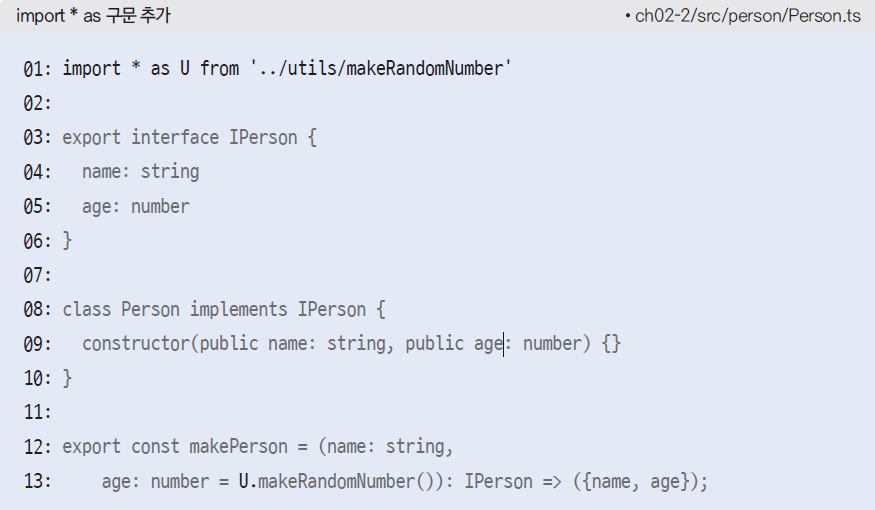 import * as 구문 추가
• ch02-2/src/person/Person.ts
01: import * as U from '../utils/makeRandomNumber'
02:
03: export interface IPerson {
04:   name: string
05:   age: number
06: }
07:
08: class Person implements IPerson {
09:   constructor(public name: string, public age: number) {}
10: }
11:
12: export const makePerson = (name: string,
13:     age: number = U.makeRandomNumber()): IPerson => ({name, age});